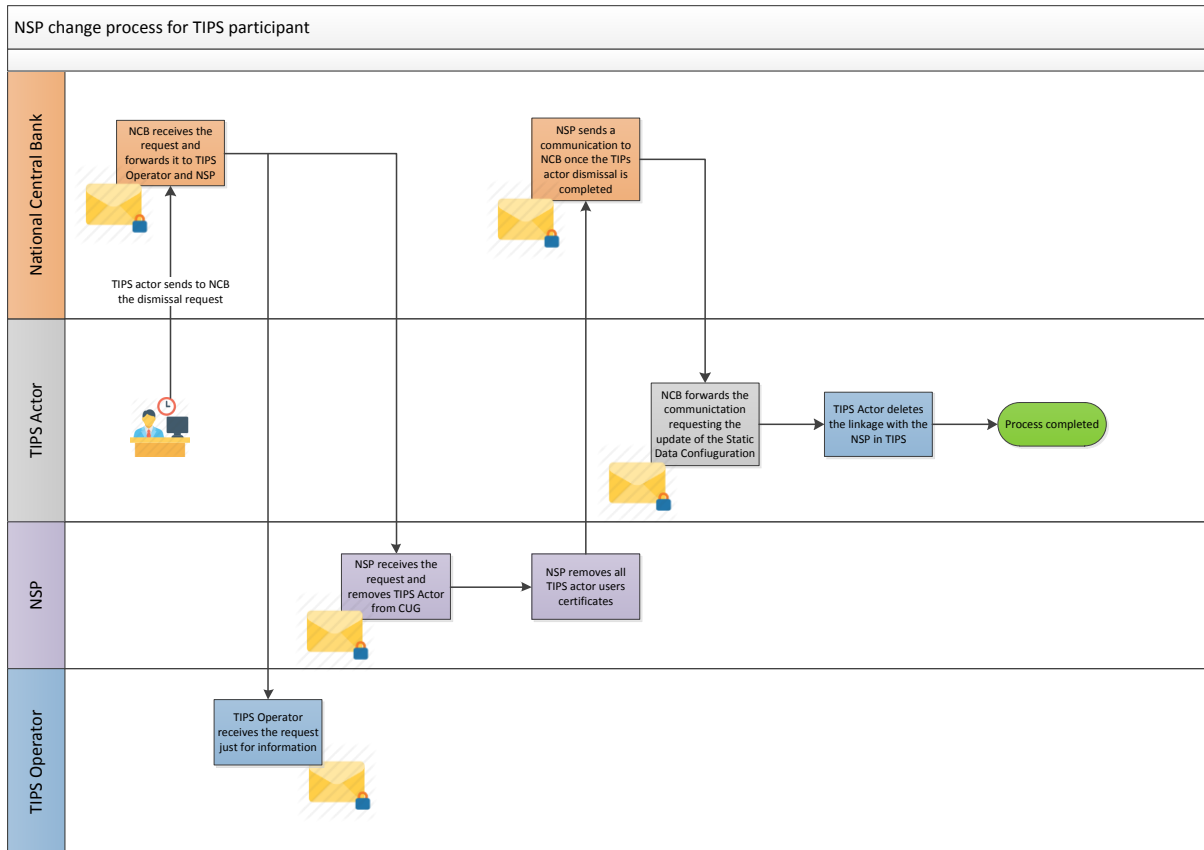 NSP change process for TIPS participant
National Central Bank
NCB receives the
request and
forwards it to TIPS
Operator and NSP
NSP sends a
communication to
NCB once the TIPs
actor dismissal is
completed
TIPS actor sends to NCB
the dismissal request
TIPS Actor
NCB forwards the
communictation
requesting the
update of the Static
Data Confiuguration
TIPS Actor deletes
the linkage with the
NSP in TIPS
Process completed
NSP
NSP receives the
request and
removes TIPS Actor
from CUG
NSP removes all
TIPS actor users
certificates
TIPS Operator
TIPS Operator
receives the request
just for information